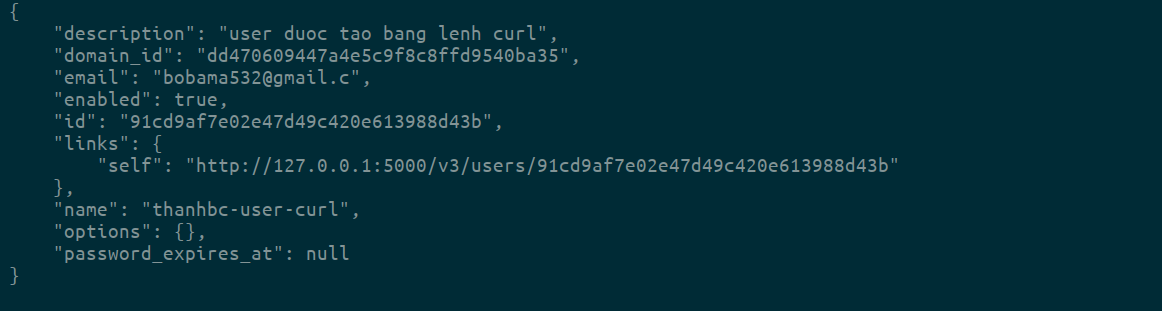 {
    "description": "user duoc tao bang lenh curl",
    "domain_id": "dd470609447a4e5c9f8c8ffd9540ba35",
    "email": "bobama532@gmail.c",
    "enabled": true,
    "id": "91cd9af7e02e47d49c420e613988d43b",
    "links": {
        "self": "http://127.0.0.1:5000/v3/users/91cd9af7e02e47d49c420e613988d43b"
    },
    "name": "thanhbc-user-curl",
    "options": {},
    "password_expires_at": null
}